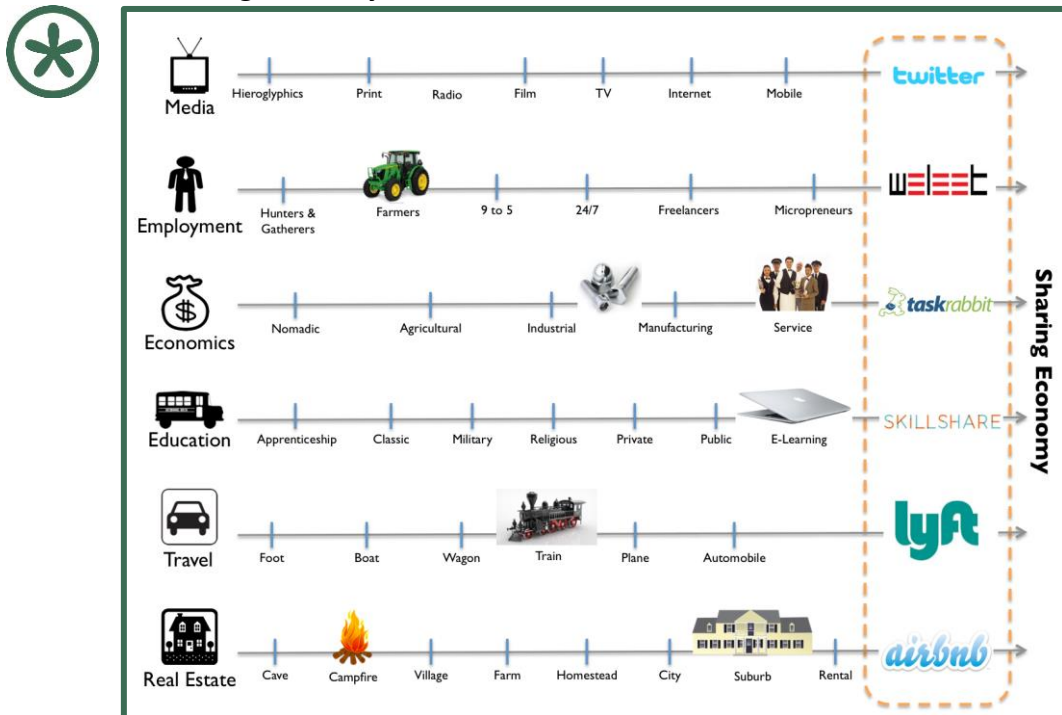 twitter
Hieroglyphics Print Radio Film TV Internet Mobile
Media
weleet
Hunters & Gatherers Farmers 9 to 5 24/7 Freelancers Micropreneurs
Employment
taskrabbit
Nomadic Agricultural Industrial Manufacturing Service
Economics
SKILLSHARE
Apprenticeship Classic Military Religious Private Public E-Learning
Education
lyft
Foot Boat Wagon Train Plane Automobile
Travel
airbnb
Cave Campfire Village Farm Homestead City Suburb Rental
Real Estate
Sharing Economy